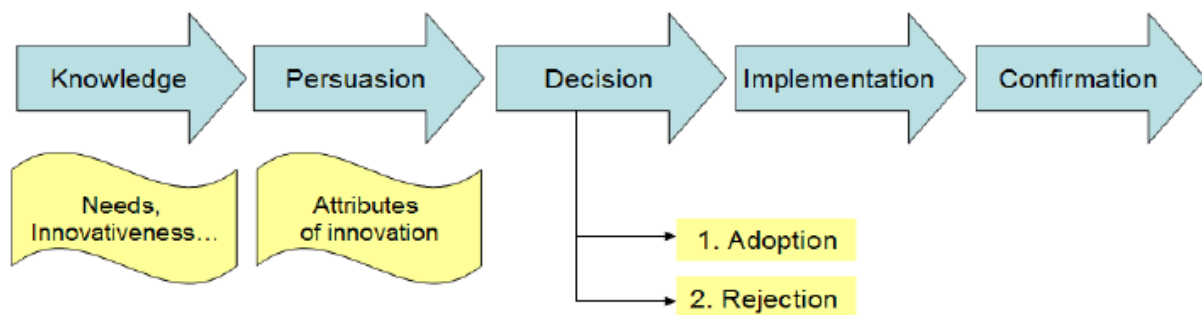 Knowledge
Persuasion
Decision
Implementation
Confirmation
Needs,
Innovativeness…
Attributes
of innovation
1. Adoption
2. Rejection